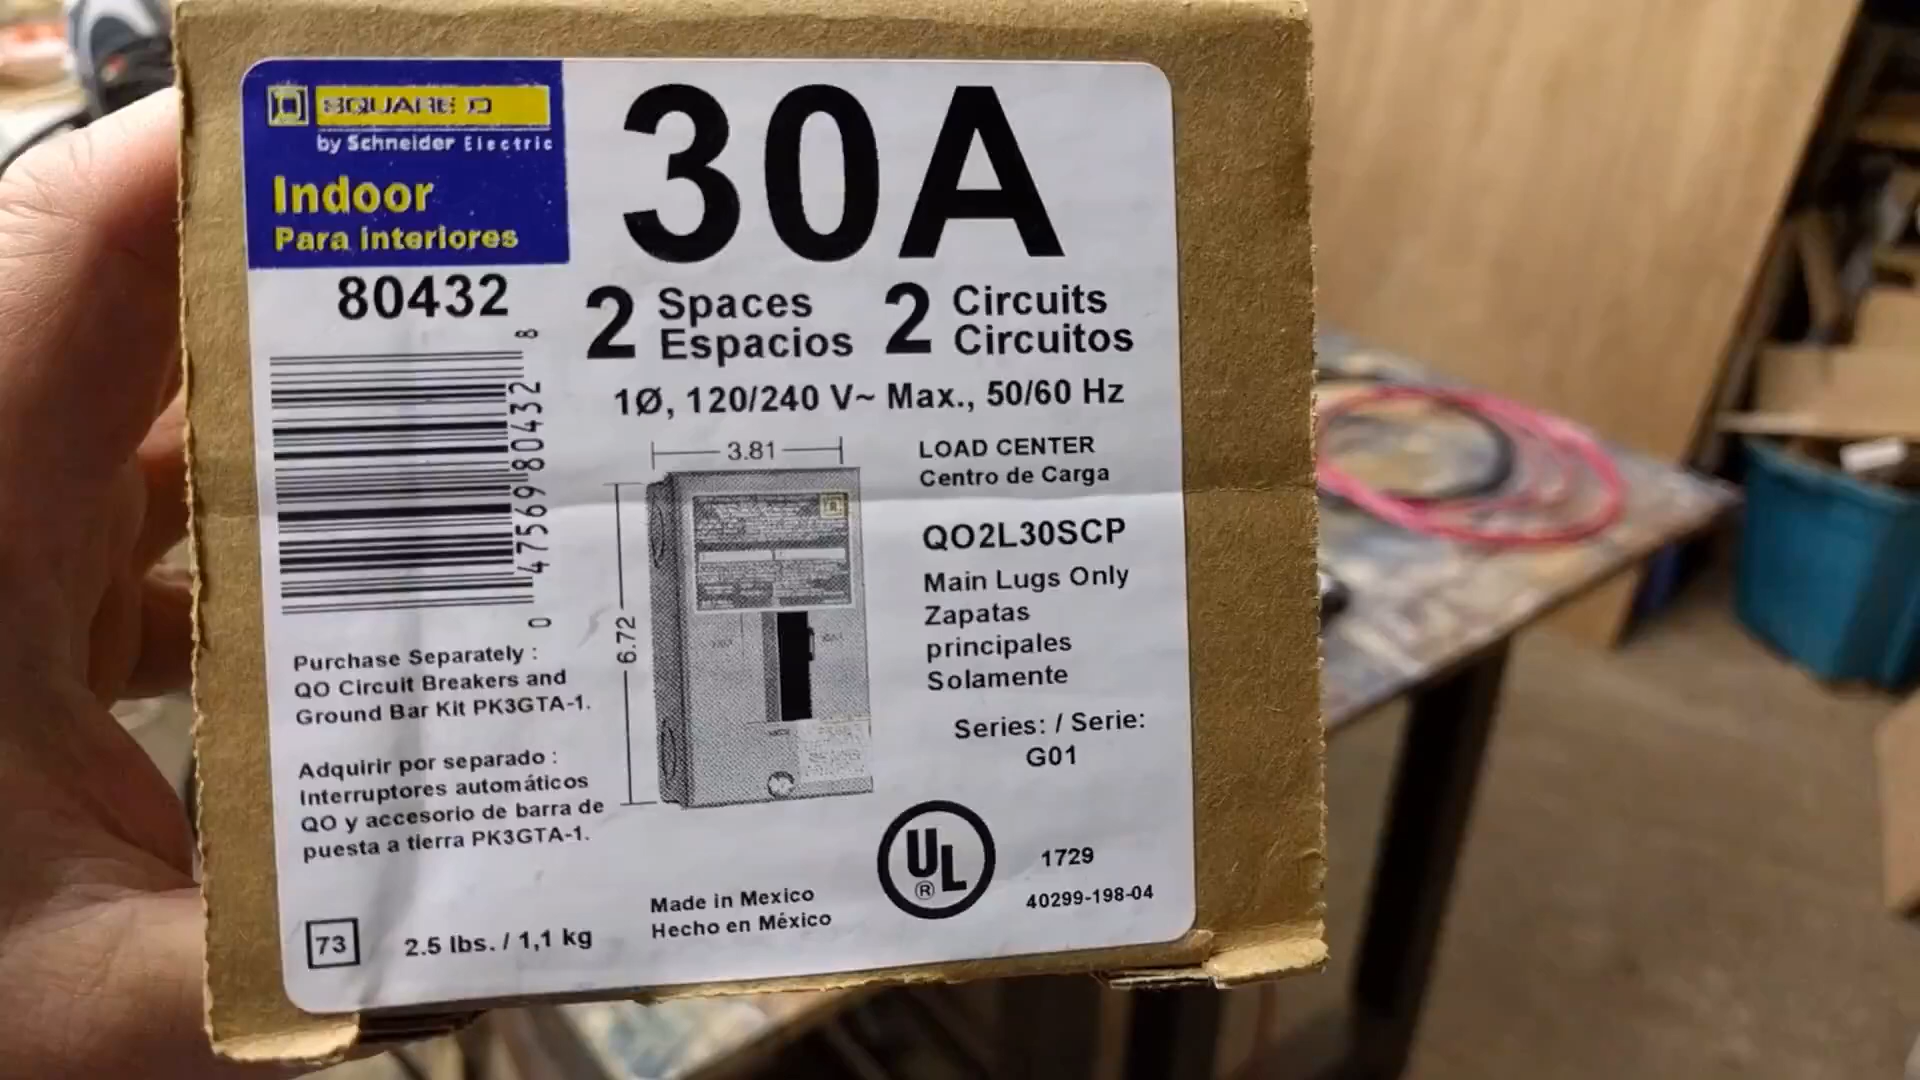 SQUARE D
by Schneider Electric
Indoor
Para interiores
80432
30A
2 Spaces
Espacios
2 Circuits
Circuitos
1Ø, 120/240 V~ Max., 50/60 Hz
0 47569 80432 8
3.81
6.72
LOAD CENTER
Centro de Carga
QO2L30SCP
Main Lugs Only
Zapatas
principales
Solamente
Series: / Serie:
G01
Purchase Separately :
QO Circuit Breakers and
Ground Bar Kit PK3GTA-1.
Adquirir por separado :
Interruptores automáticos
QO y accesorio de barra de
puesta a tierra PK3GTA-1.
73
2.5 lbs. / 1,1 kg
Made in Mexico
Hecho en México
UL
®
1729
40299-198-04